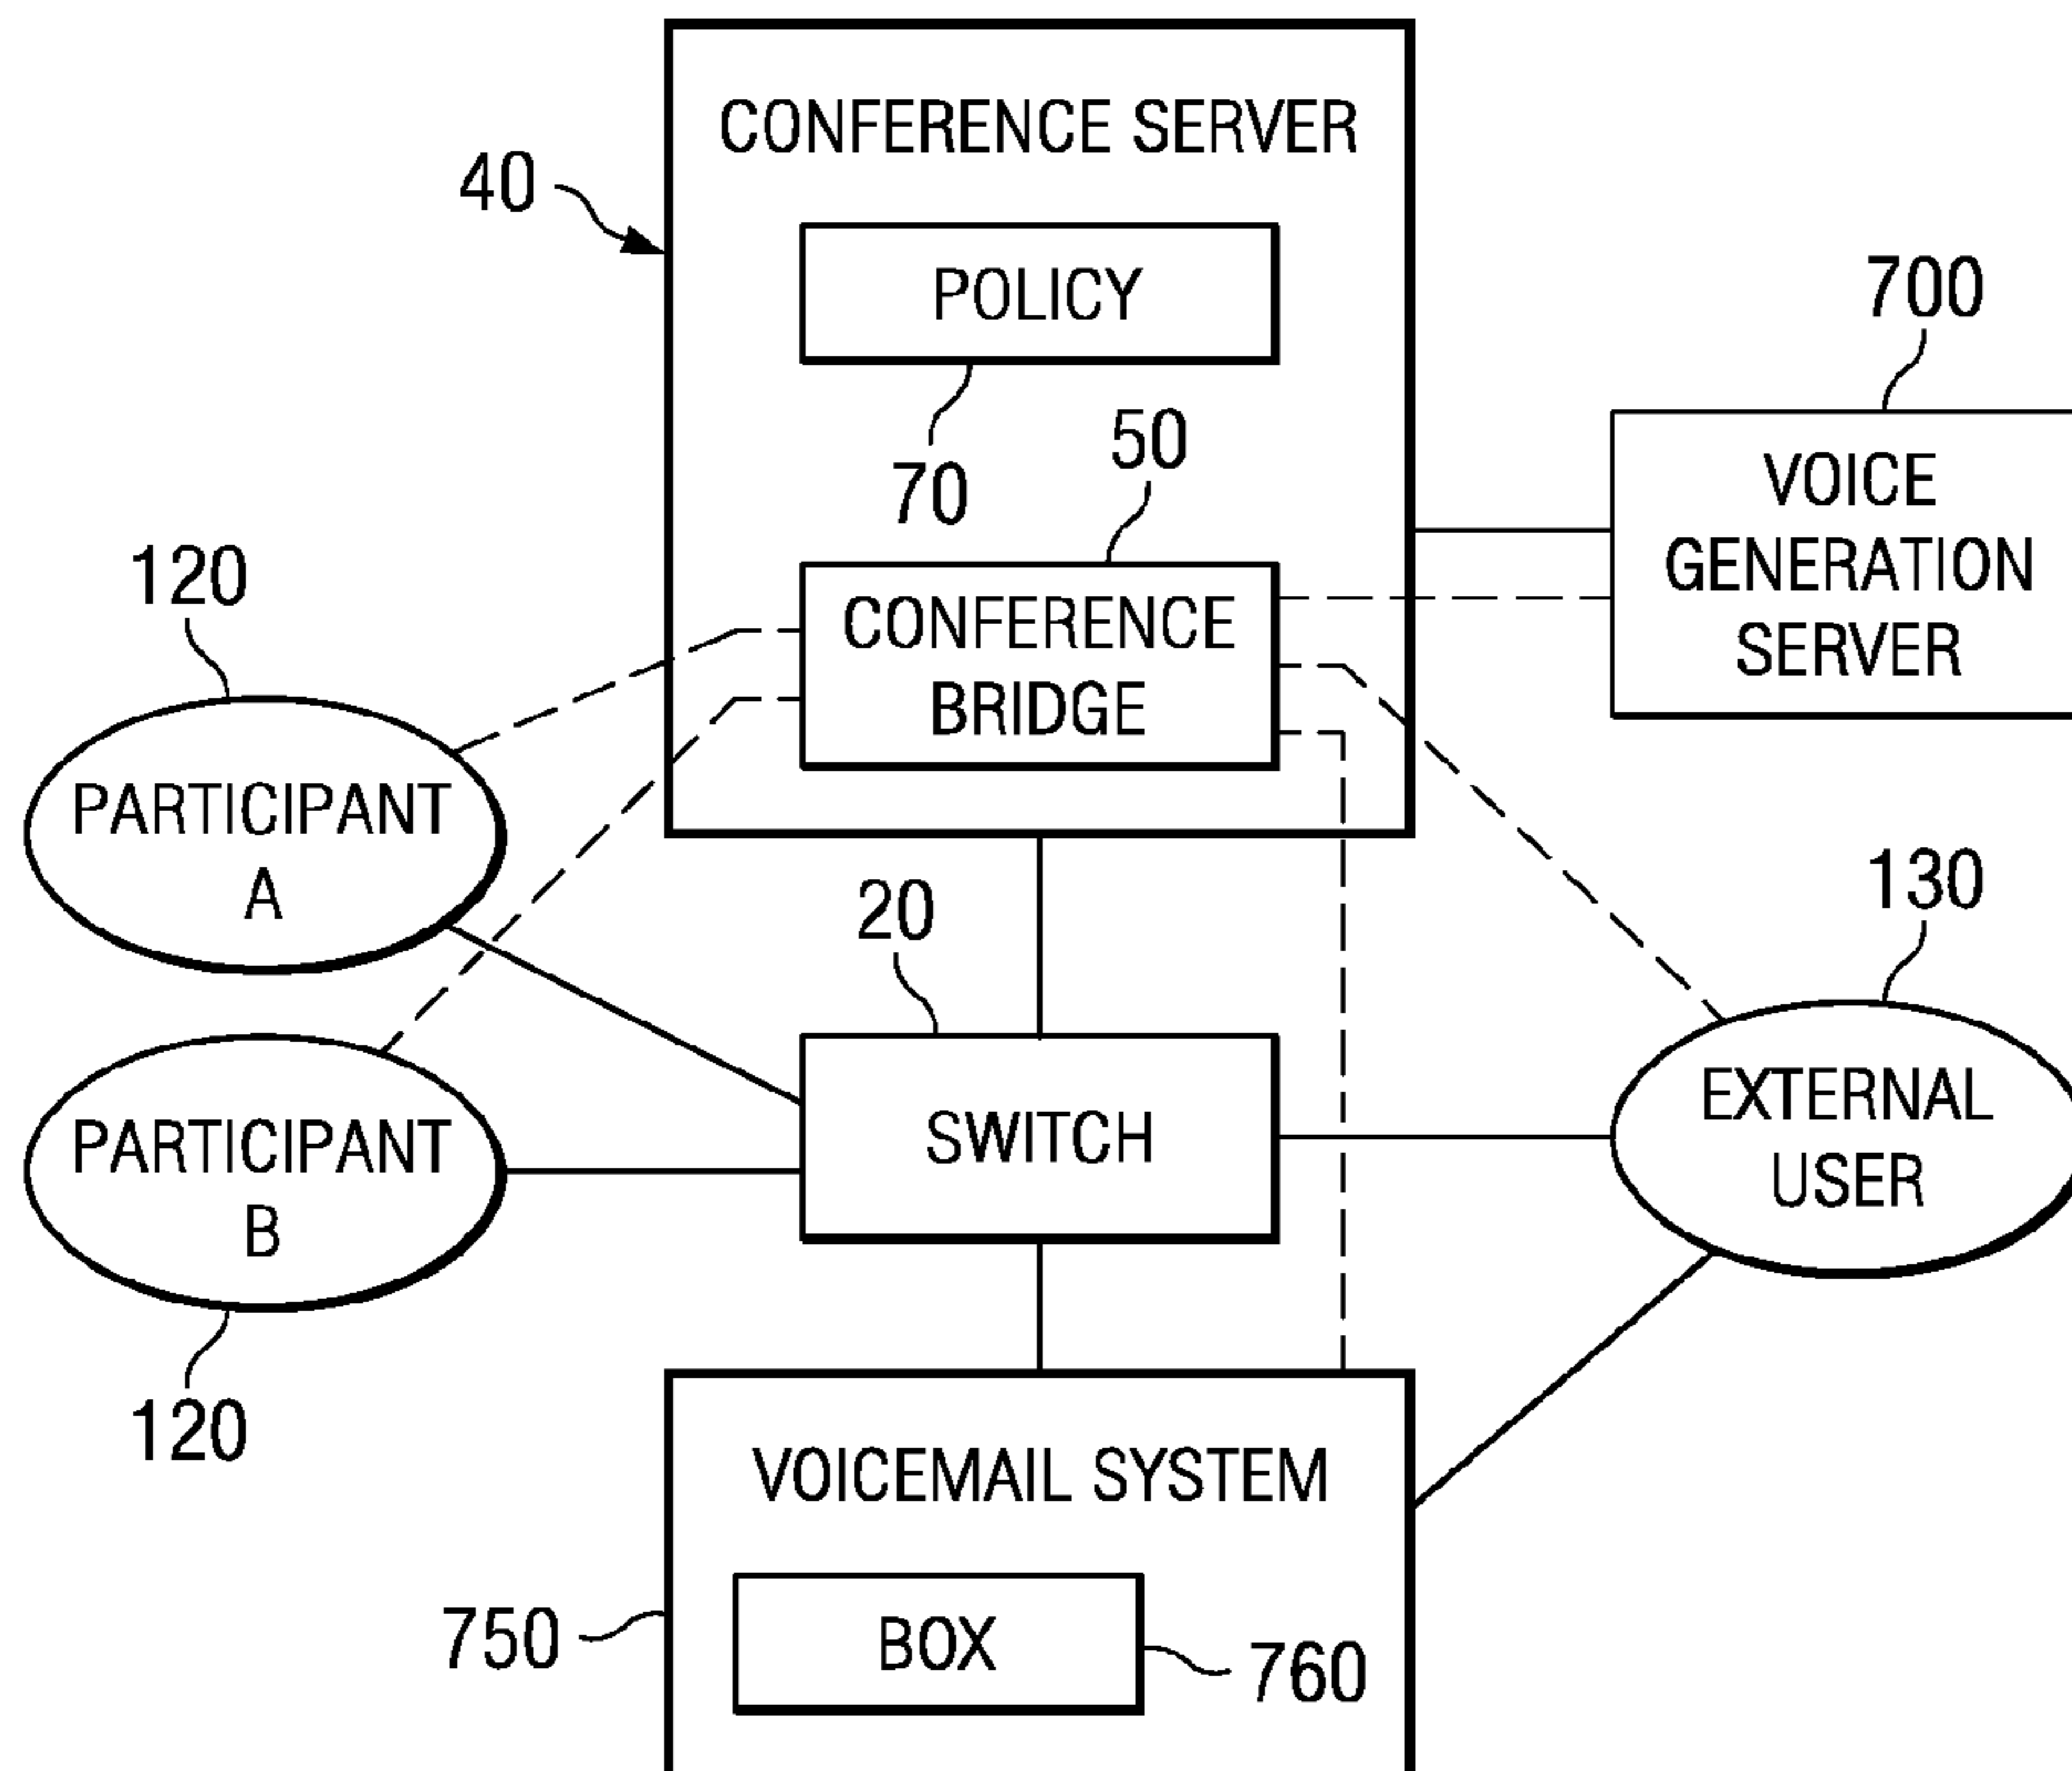 CONFERENCE SERVER
40
POLICY
700
70
50
VOICE
GENERATION
SERVER
120
CONFERENCE
BRIDGE
PARTICIPANT
A
20
130
PARTICIPANT
B
SWITCH
EXTERNAL
USER
120
VOICEMAIL SYSTEM
750
BOX
760